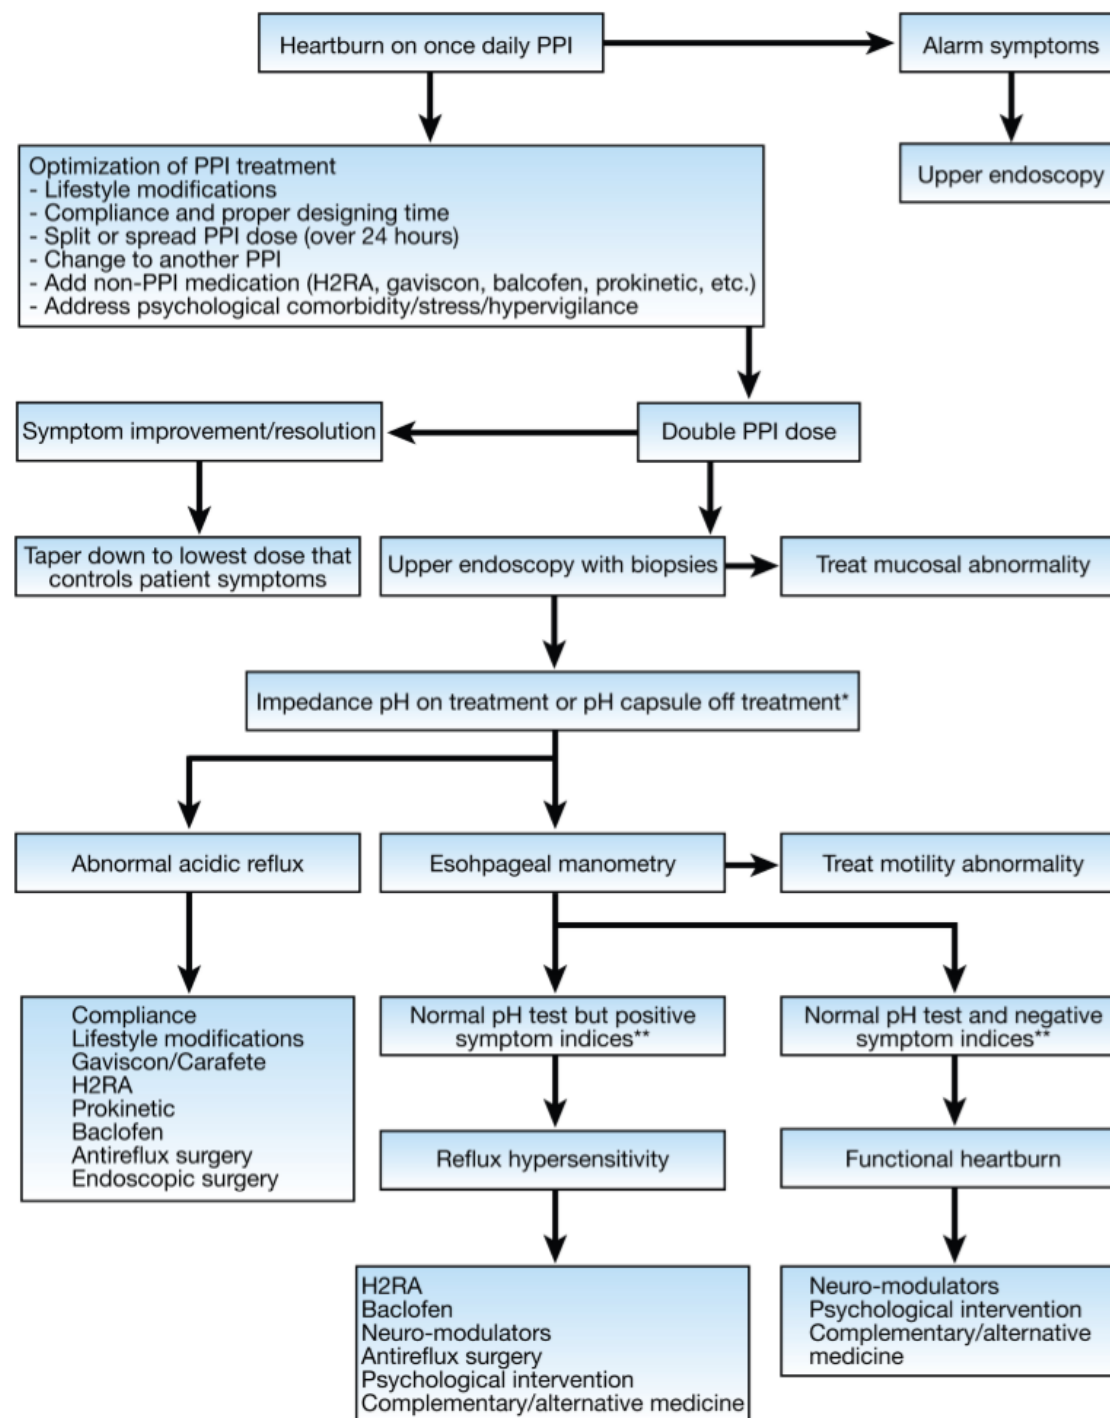 Heartburn on once daily PPI
Alarm symptoms
Optimization of PPI treatment
- Lifestyle modifications
- Compliance and proper designing time
- Split or spread PPI dose (over 24 hours)
- Change to another PPI
- Add non-PPI medication (H2RA, gaviscon, balcofen, prokinetic, etc.)
- Address psychological comorbidity/stress/hypervigilance
Upper endoscopy
Symptom improvement/resolution
Double PPI dose
Taper down to lowest dose that
controls patient symptoms
Upper endoscopy with biopsies
Treat mucosal abnormality
Impedance pH on treatment or pH capsule off treatment*
Abnormal acidic reflux
Esohpageal manometry
Treat motility abnormality
Compliance
Lifestyle modifications
Gaviscon/Carafete
H2RA
Prokinetic
Baclofen
Antireflux surgery
Endoscopic surgery
Normal pH test but positive
symptom indices**
Normal pH test and negative
symptom indices**
Reflux hypersensitivity
Functional heartburn
H2RA
Baclofen
Neuro-modulators
Antireflux surgery
Psychological intervention
Complementary/alternative medicine
Neuro-modulators
Psychological intervention
Complementary/alternative
medicine